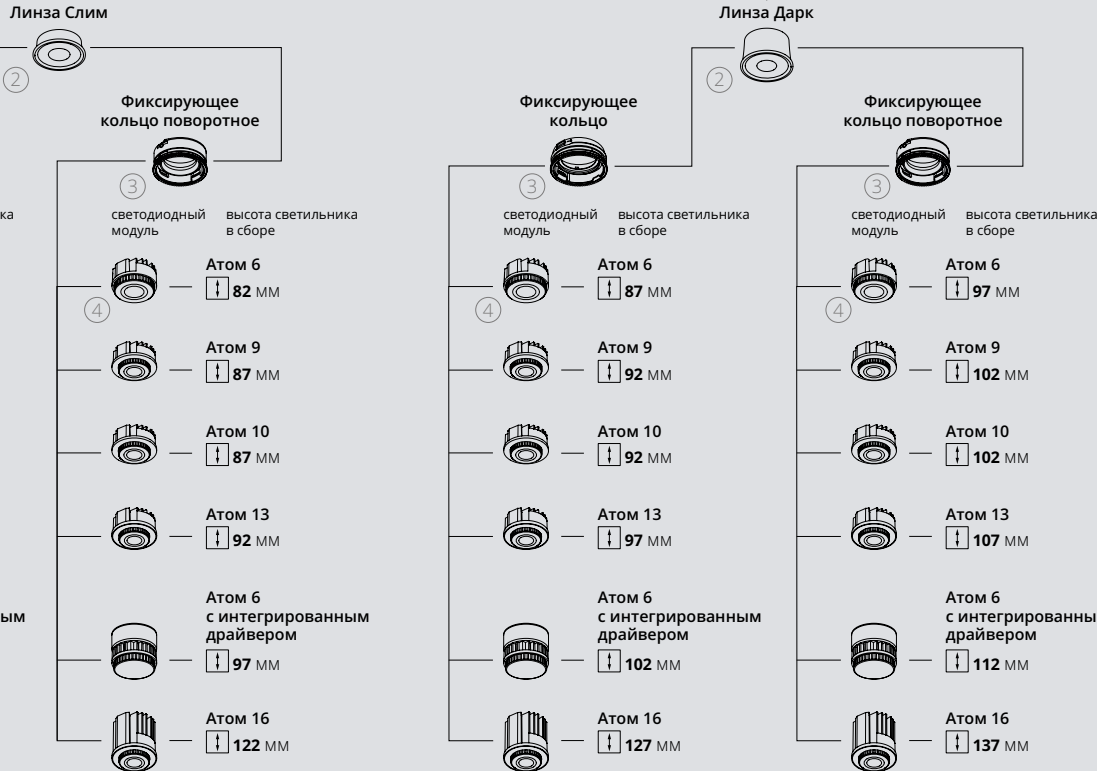 Линза Слим
2
Фиксирующее
кольцо поворотное
3
светодиодный
модуль
высота светильника
в сборе
4
Атом 6
82 ММ
Атом 9
87 ММ
Атом 10
87 ММ
Атом 13
92 ММ
Атом 6
с интегрированным
драйвером
97 ММ
Атом 16
122 ММ
Линза Дарк
2
Фиксирующее
кольцо
3
светодиодный
модуль
высота светильника
в сборе
4
Атом 6
87 ММ
Атом 9
92 ММ
Атом 10
92 ММ
Атом 13
97 ММ
Атом 6
с интегрированным
драйвером
102 ММ
Атом 16
127 ММ
Фиксирующее
кольцо поворотное
3
светодиодный
модуль
высота светильника
в сборе
4
Атом 6
97 ММ
Атом 9
102 ММ
Атом 10
102 ММ
Атом 13
107 ММ
Атом 6
с интегрированны
драйвером
112 ММ
Атом 16
137 ММ
ка
ым